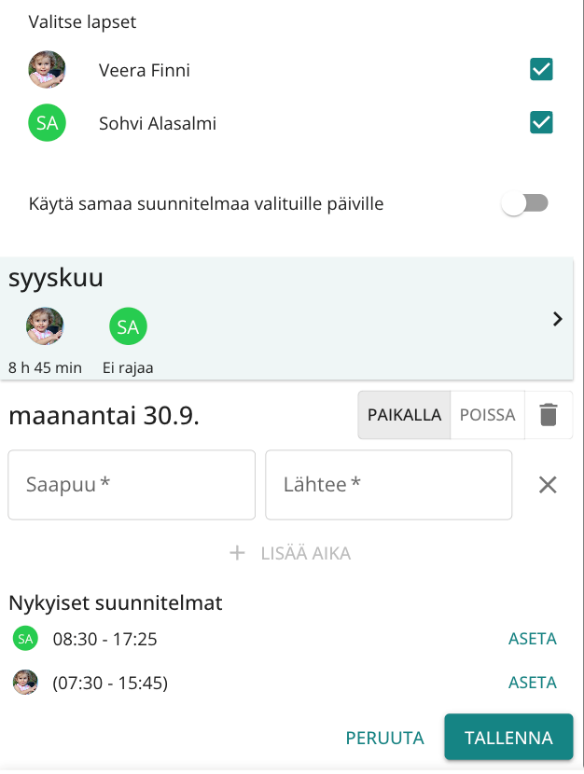 Valitse lapset
Veera Finni
SA Sohvi Alasalmi
Käytä samaa suunnitelmaa valituille päiville
syyskuu
SA
8 h 45 min Ei rajaa
maanantai 30.9. PAIKALLA POISSA
Saapuu * Lähtee *
+ LISÄÄ AIKA
Nykyiset suunnitelmat
SA 08:30 - 17:25 ASETA
(07:30 - 15:45) ASETA
PERUUTA TALLENNA